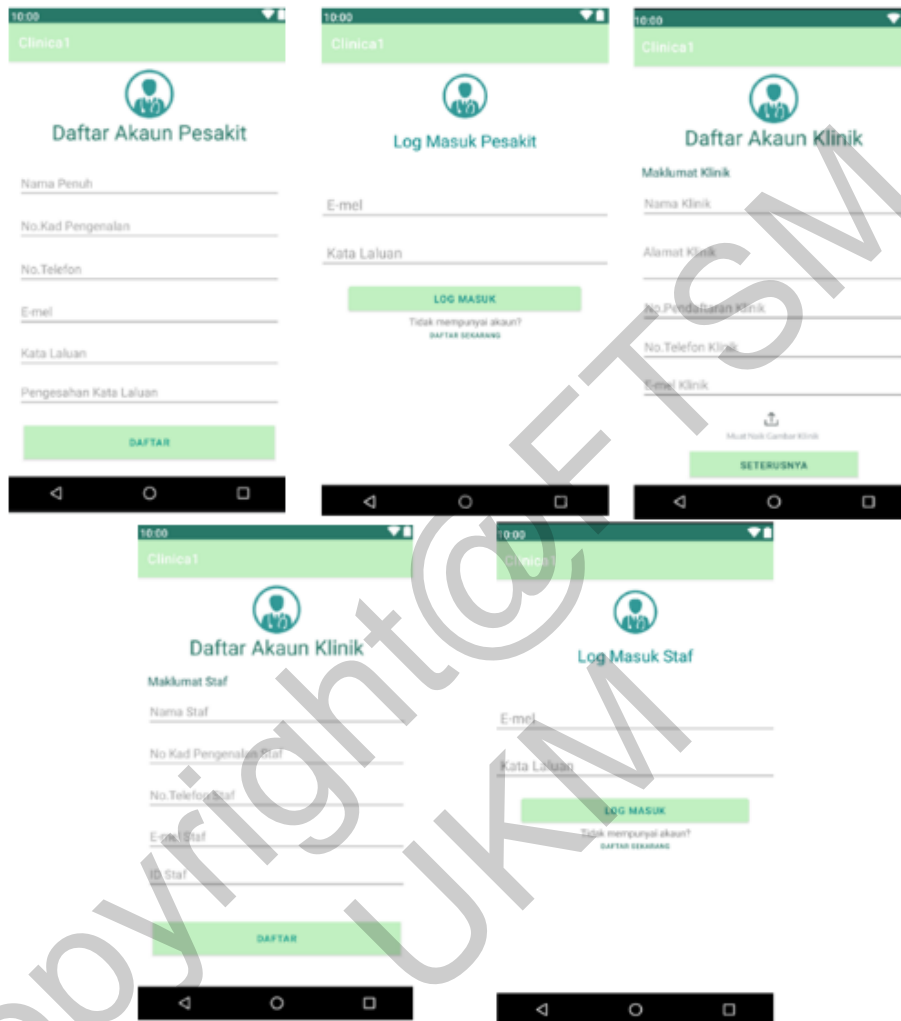 10:00
Clinica1
Daftar Akaun Pesakit
Nama Penuh
No.Kad Pengenalan
No.Telefon
E-mel
Kata Laluan
Pengesahan Kata Laluan
DAFTAR
10:00
Clinica1
Log Masuk Pesakit
E-mel
Kata Laluan
LOG MASUK
Tidak mempunyai akaun?
DAFTAR SEKARANG
10:00
Clinica1
Daftar Akaun Klinik
Maklumat Klinik
Nama Klinik
Alamat Klinik
No.Pendaftaran Klinik
No.Telefon Klinik
E-mel Klinik
Muat Naik Gambar Klinik
SETERUSNYA
10:00
Clinica1
Daftar Akaun Klinik
Maklumat Staf
Nama Staf
No Kad Pengenalan Staf
No.Telefon Staf
E-mel Staf
ID Staf
DAFTAR
10:00
Clinica1
Log Masuk Staf
E-mel
Kata Laluan
LOG MASUK
Tidak mempunyai akaun?
DAFTAR SEKARANG
opyright@FTSM
UKM